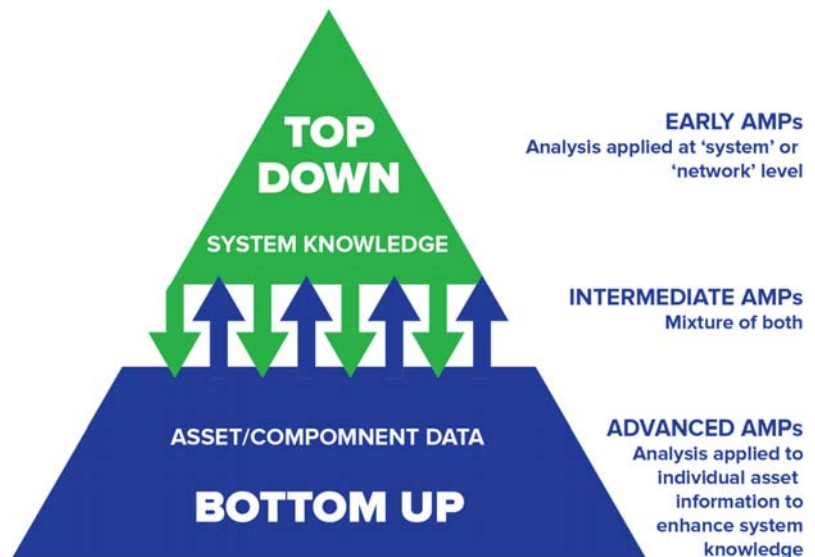 TOP
DOWN
SYSTEM KNOWLEDGE
EARLY AMPs
Analysis applied at ‘system’ or
‘network’ level
INTERMEDIATE AMPs
Mixture of both
ASSET/COMPOMNENT DATA
BOTTOM UP
ADVANCED AMPs
Analysis applied to
individual asset
information to
enhance system
knowledge